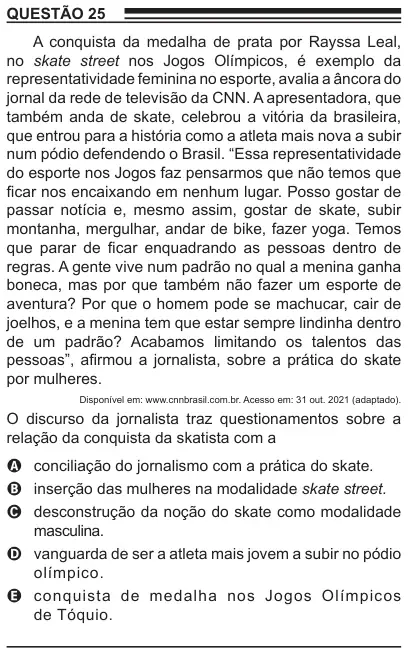 QUESTÃO 25
A conquista da medalha de prata por Rayssa Leal,
no skate street nos Jogos Olímpicos, é exemplo da
representatividade feminina no esporte, avalia a âncora do
jornal da rede de televisão da CNN. A apresentadora, que
também anda de skate, celebrou a vitória da brasileira,
que entrou para a história como a atleta mais nova a subir
num pódio defendendo o Brasil. “Essa representatividade
do esporte nos Jogos faz pensarmos que não temos que
ficar nos encaixando em nenhum lugar. Posso gostar de
passar notícia e, mesmo assim, gostar de skate, subir
montanha, mergulhar, andar de bike, fazer yoga. Temos
que parar de ficar enquadrando as pessoas dentro de
regras. A gente vive num padrão no qual a menina ganha
boneca, mas por que também não fazer um esporte de
aventura? Por que o homem pode se machucar, cair de
joelhos, e a menina tem que estar sempre lindinha dentro
de um padrão? Acabamos limitando os talentos das
pessoas”, afirmou a jornalista, sobre a prática do skate
por mulheres.
Disponível em: www.cnnbrasil.com.br. Acesso em: 31 out. 2021 (adaptado).
O discurso da jornalista traz questionamentos sobre a
relação da conquista da skatista com a
A conciliação do jornalismo com a prática do skate.
B inserção das mulheres na modalidade skate street.
C desconstrução da noção do skate como modalidade
masculina.
D vanguarda de ser a atleta mais jovem a subir no pódio
olímpico.
E conquista de medalha nos Jogos Olímpicos
de Tóquio.